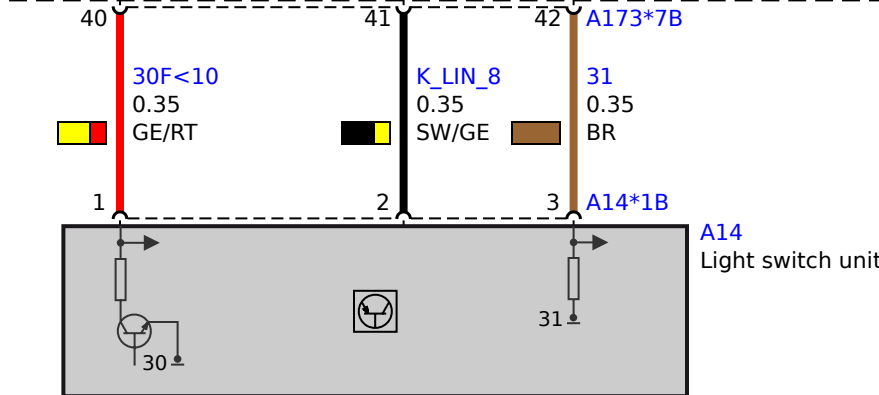 40
41
42
A173*7B
30F<10
0.35
GE/RT
K_LIN_8
0.35
SW/GE
31
0.35
BR
1
2
3
A14*1B
A14
Light switch unit
30
31